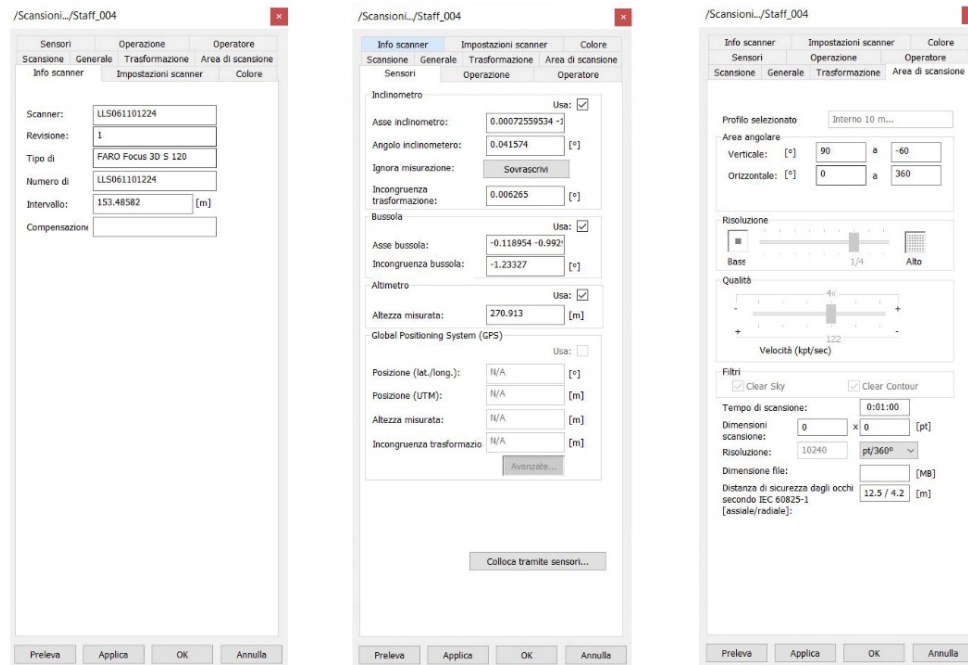 /Scansioni.../Staff_004
Sensori Operazione Operatore
Scansione Generale Trasformazione Area di scansione
Info scanner Impostazioni scanner Colore
Scanner: LLS061101224
Revisione: 1
Tipo di FARO Focus 3D S 120
Numero di LLS061101224
Intervallo: 153.48582 [m]
Compensazione
Preleva Applica OK Annulla
/Scansioni.../Staff_004
Info scanner Impostazioni scanner Colore
Scansione Generale Trasformazione Area di scansione
Sensori Operazione Operatore
Inclinometro
Usa:
Asse inclinometro: 0.00072559534 -1
Angolo inclinometero: 0.041574 [°]
Ignora misurazione: Sovrascrivi
Incongruenza
trasformazione: 0.006265 [°]
Bussola
Usa:
Asse bussola: -0.118954 -0.992
Incongruenza bussola: -1.23327 [°]
Altimetro
Usa:
Altezza misurata: 270.913 [m]
Global Positioning System (GPS)
Usa:
Posizione (lat./long.): N/A [°]
Posizione (UTM): N/A [m]
Altezza misurata: N/A [m]
Incongruenza trasformazio N/A [m]
Avanzate...
Colloca tramite sensori...
Preleva Applica OK Annulla
/Scansioni.../Staff_004
Info scanner Impostazioni scanner Colore
Sensori Operazione Operatore
Scansione Generale Trasformazione Area di scansione
Profilo selezionato Interno 10 m...
Area angolare
Verticale: [°] 90 a -60
Orizzontale: [°] 0 a 360
Risoluzione
Bass 1/4 Alto
Qualità
4x
- +
+ -
122
Velocità (kpt/sec)
Filtri
Clear Sky Clear Contour
Tempo di scansione: 0:01:00
Dimensioni
scansione: 0 x 0 [pt]
Risoluzione: 10240 pt/360°
Dimensione file: [MB]
Distanza di sicurezza dagli occhi
secondo IEC 60825-1 12.5 / 4.2 [m]
[assiale/radiale]:
Preleva Applica OK Annulla